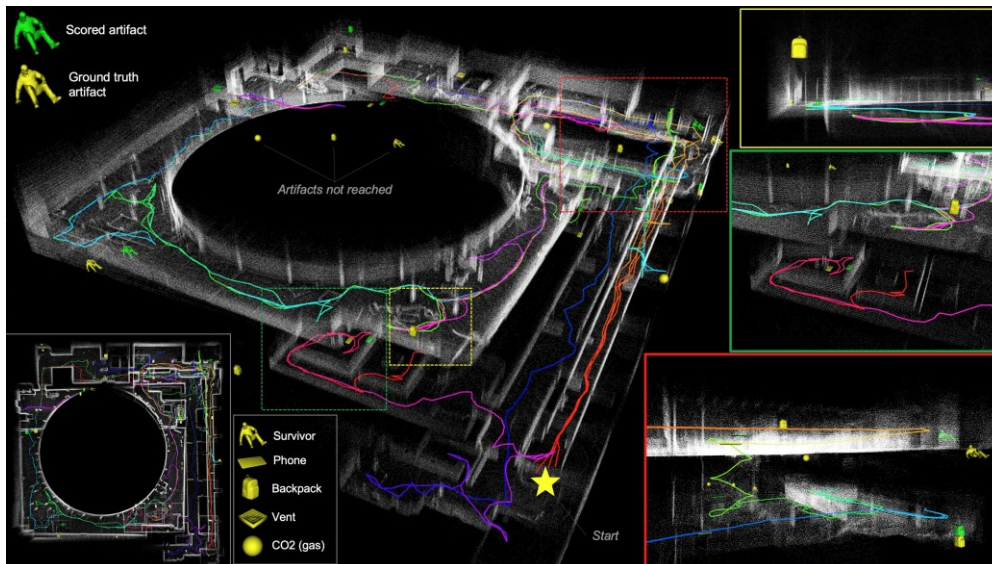 Scored artifact
Ground truth
artifact
Artifacts not reached
Survivor
Phone
Backpack
Vent
CO2 (gas)
Start